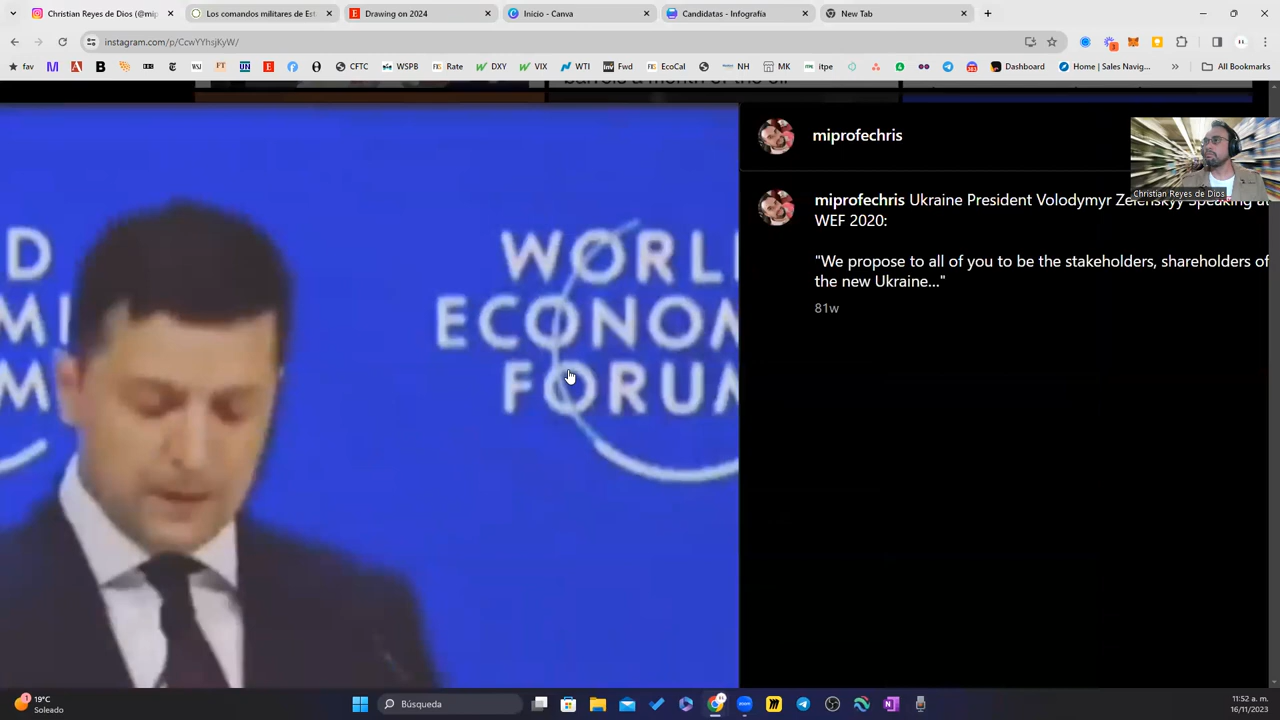 Christian Reyes de Dios (@mip
Los comandos militares de Est
Drawing on 2024
Inicio - Canva
Candidatas - Infografía
New Tab
instagram.com/p/CcwYYhsjKyW/
fav
WSJ
CFTC
WSPB
Rate
DXY
VIX
WTI
Fwd
EcoCal
NH
MK
itpe
Dashboard
Home | Sales Navig...
All Bookmarks
miprofechris
Christian Reyes de Dios
miprofechris Ukraine President Volodymyr Zelenskyy Speaking at
WEF 2020:
"We propose to all of you to be the stakeholders, shareholders of
the new Ukraine..."
81w
WORL
ECONOM
FORUM
19°C
Soleado
Búsqueda
11:52 a. m.
16/11/2023